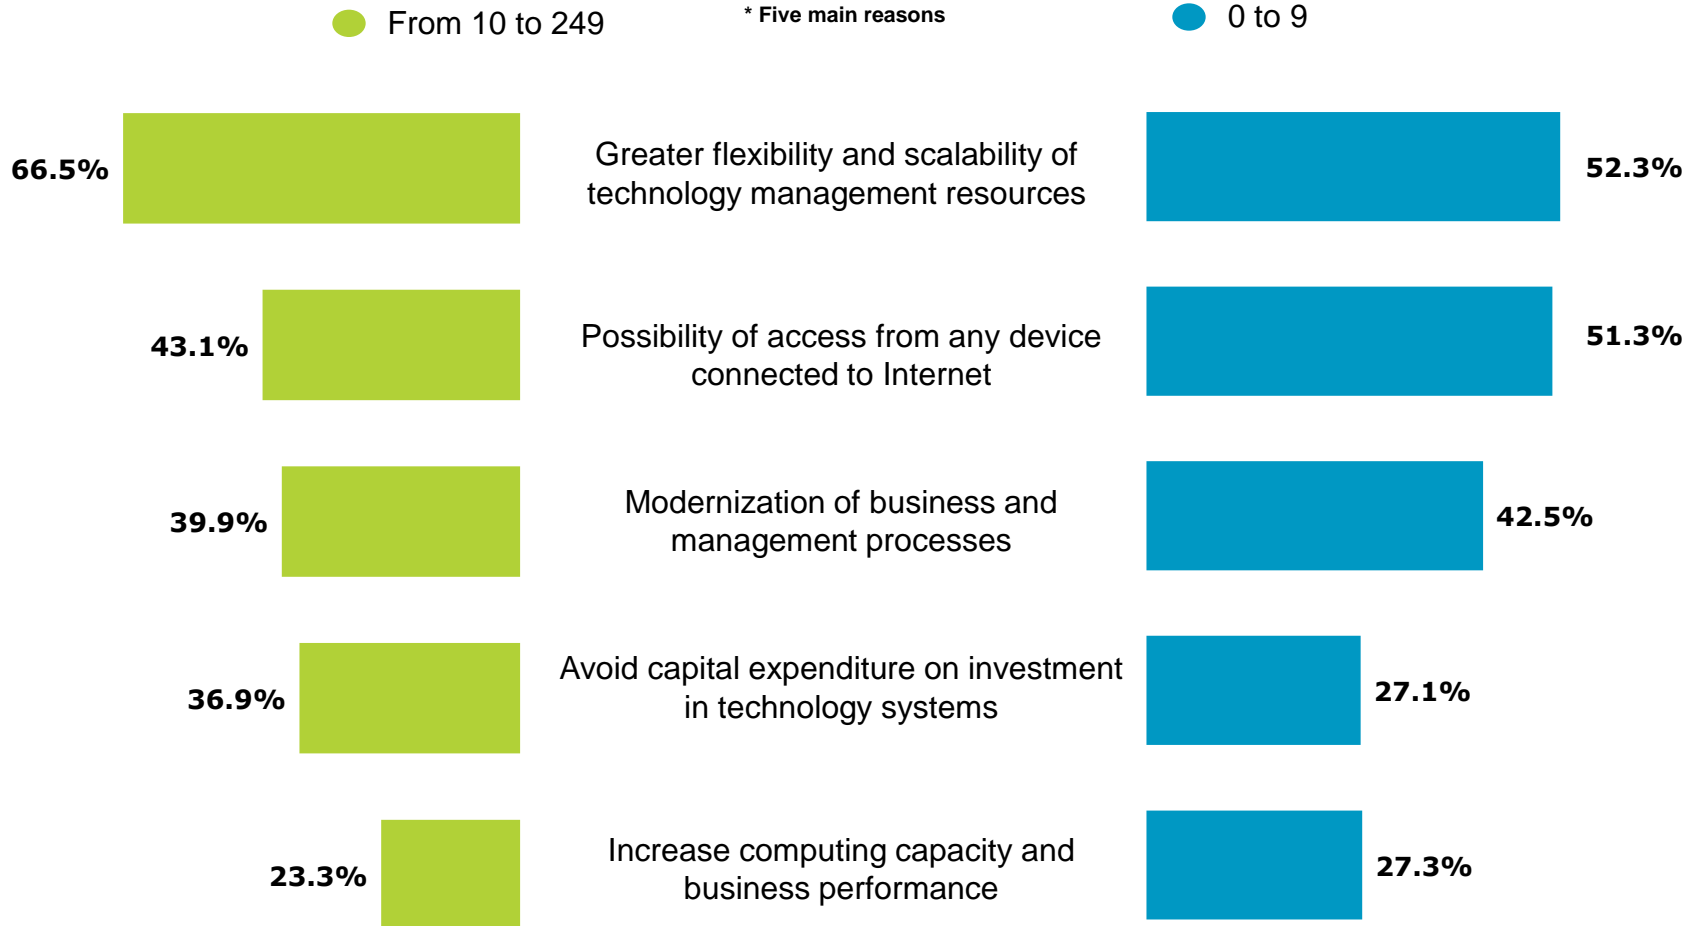 From 10 to 249
* Five main reasons
0 to 9
66.5%
Greater flexibility and scalability of
technology management resources
52.3%
43.1%
Possibility of access from any device
connected to Internet
51.3%
39.9%
Modernization of business and
management processes
42.5%
36.9%
Avoid capital expenditure on investment
in technology systems
27.1%
23.3%
Increase computing capacity and
business performance
27.3%